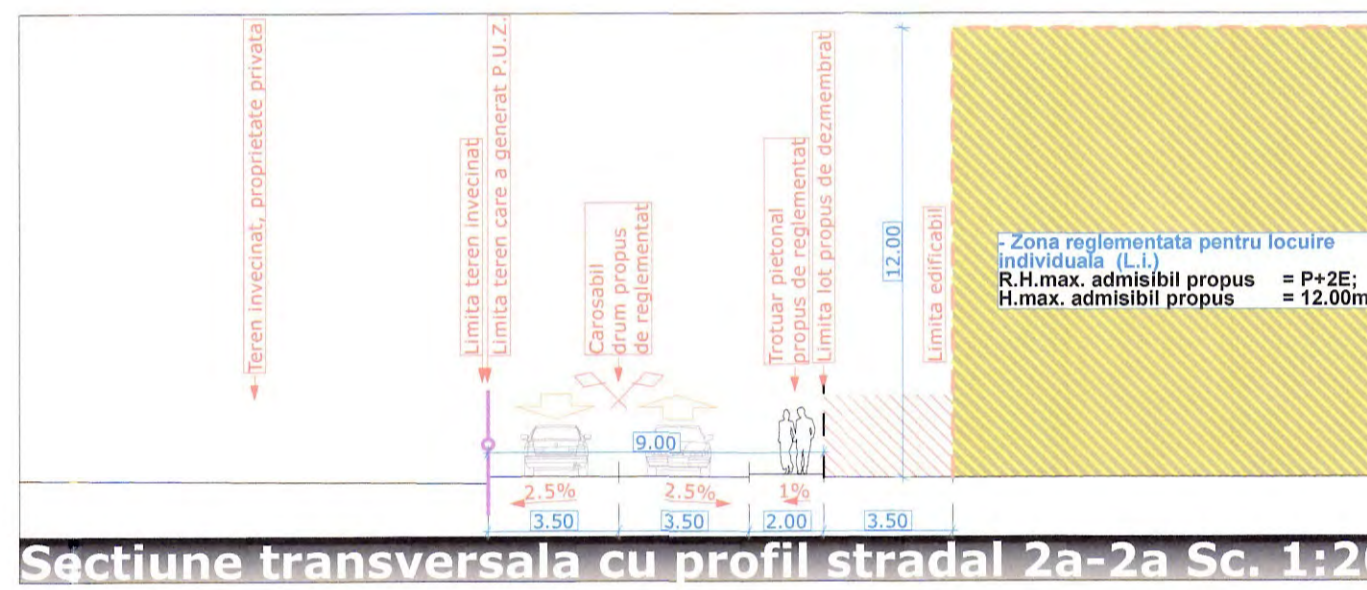 Teren invecinat, proprietate privata
Limita teren invecinat
Limita teren care a generat P.U.Z.
Carosabil
drum propus
de reglementat
Trotuar pietonal
propus de reglementat
Limita lot propus de dezmembrat
12.00
Limita edificabil
- Zona reglementata pentru locuire
individuala (L.i.)
R.H.max. admisibil propus = P+2E;
H.max. admisibil propus = 12.00m
9.00
2.5% 2.5% 1%
3.50 3.50 2.00 3.50
Sectiune transversala cu profil stradal 2a-2a Sc.